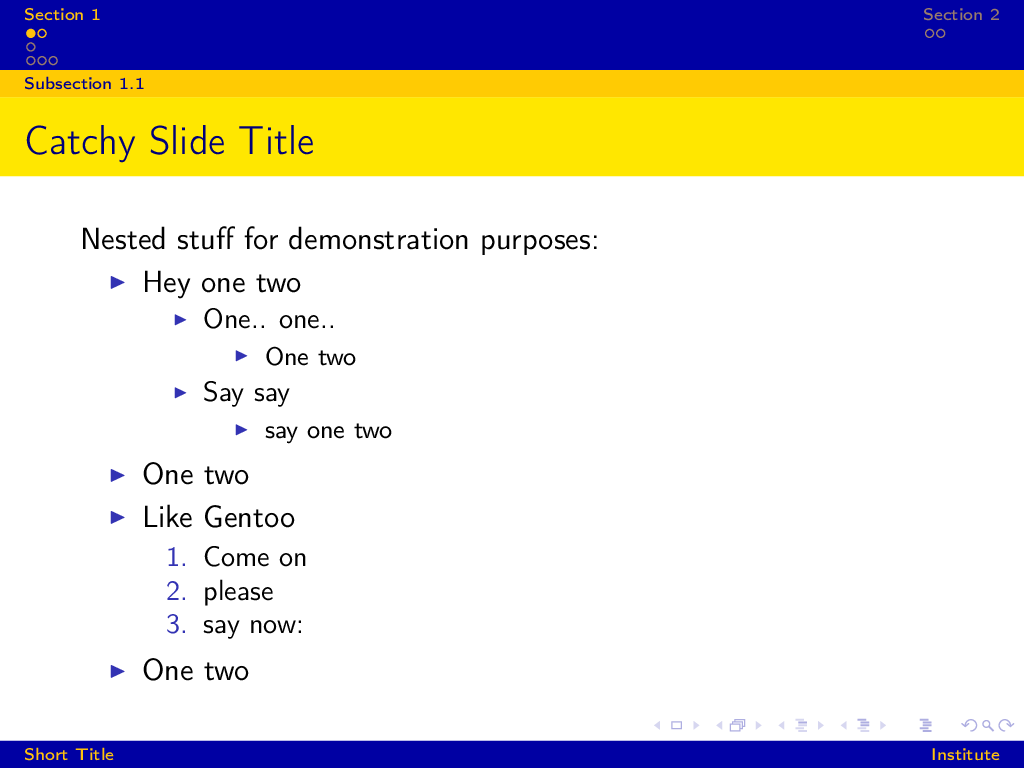 Section 1
Section 2
Subsection 1.1
Catchy Slide Title
Nested stuff for demonstration purposes:
Hey one two
One.. one..
One two
Say say
say one two
One two
Like Gentoo
1. Come on
2. please
3. say now:
One two
Short Title
Institute